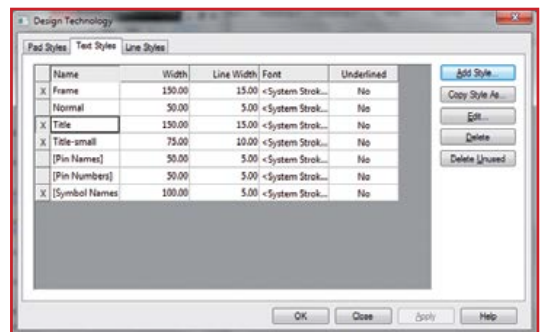 Design Technology
Pad Styles Text Styles Line Styles
Name Width Line Width Font Underlined
X Frame 150.00 15.00 <System Strok... No
Normal 50.00 5.00 <System Strok... No
X Title 150.00 15.00 <System Strok... No
X Title-small 75.00 10.00 <System Strok... No
[Pin Names] 50.00 5.00 <System Strok... No
[Pin Numbers] 50.00 5.00 <System Strok... No
X [Symbol Names 100.00 5.00 <System Strok... No
Add Style...
Copy Style As...
Edit...
Delete
Delete Unused
OK Close Apply Help